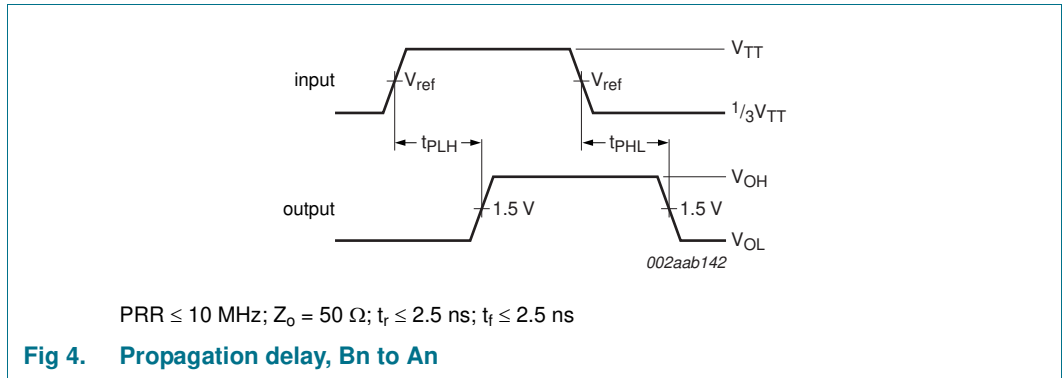 V_TT
input
V_ref
V_ref
1/3V_TT
t_PLH
t_PHL
V_OH
output
1.5 V
1.5 V
V_OL
002aab142
PRR ≤ 10 MHz; Z_o = 50 Ω; t_r ≤ 2.5 ns; t_f ≤ 2.5 ns
Fig 4. Propagation delay, Bn to An